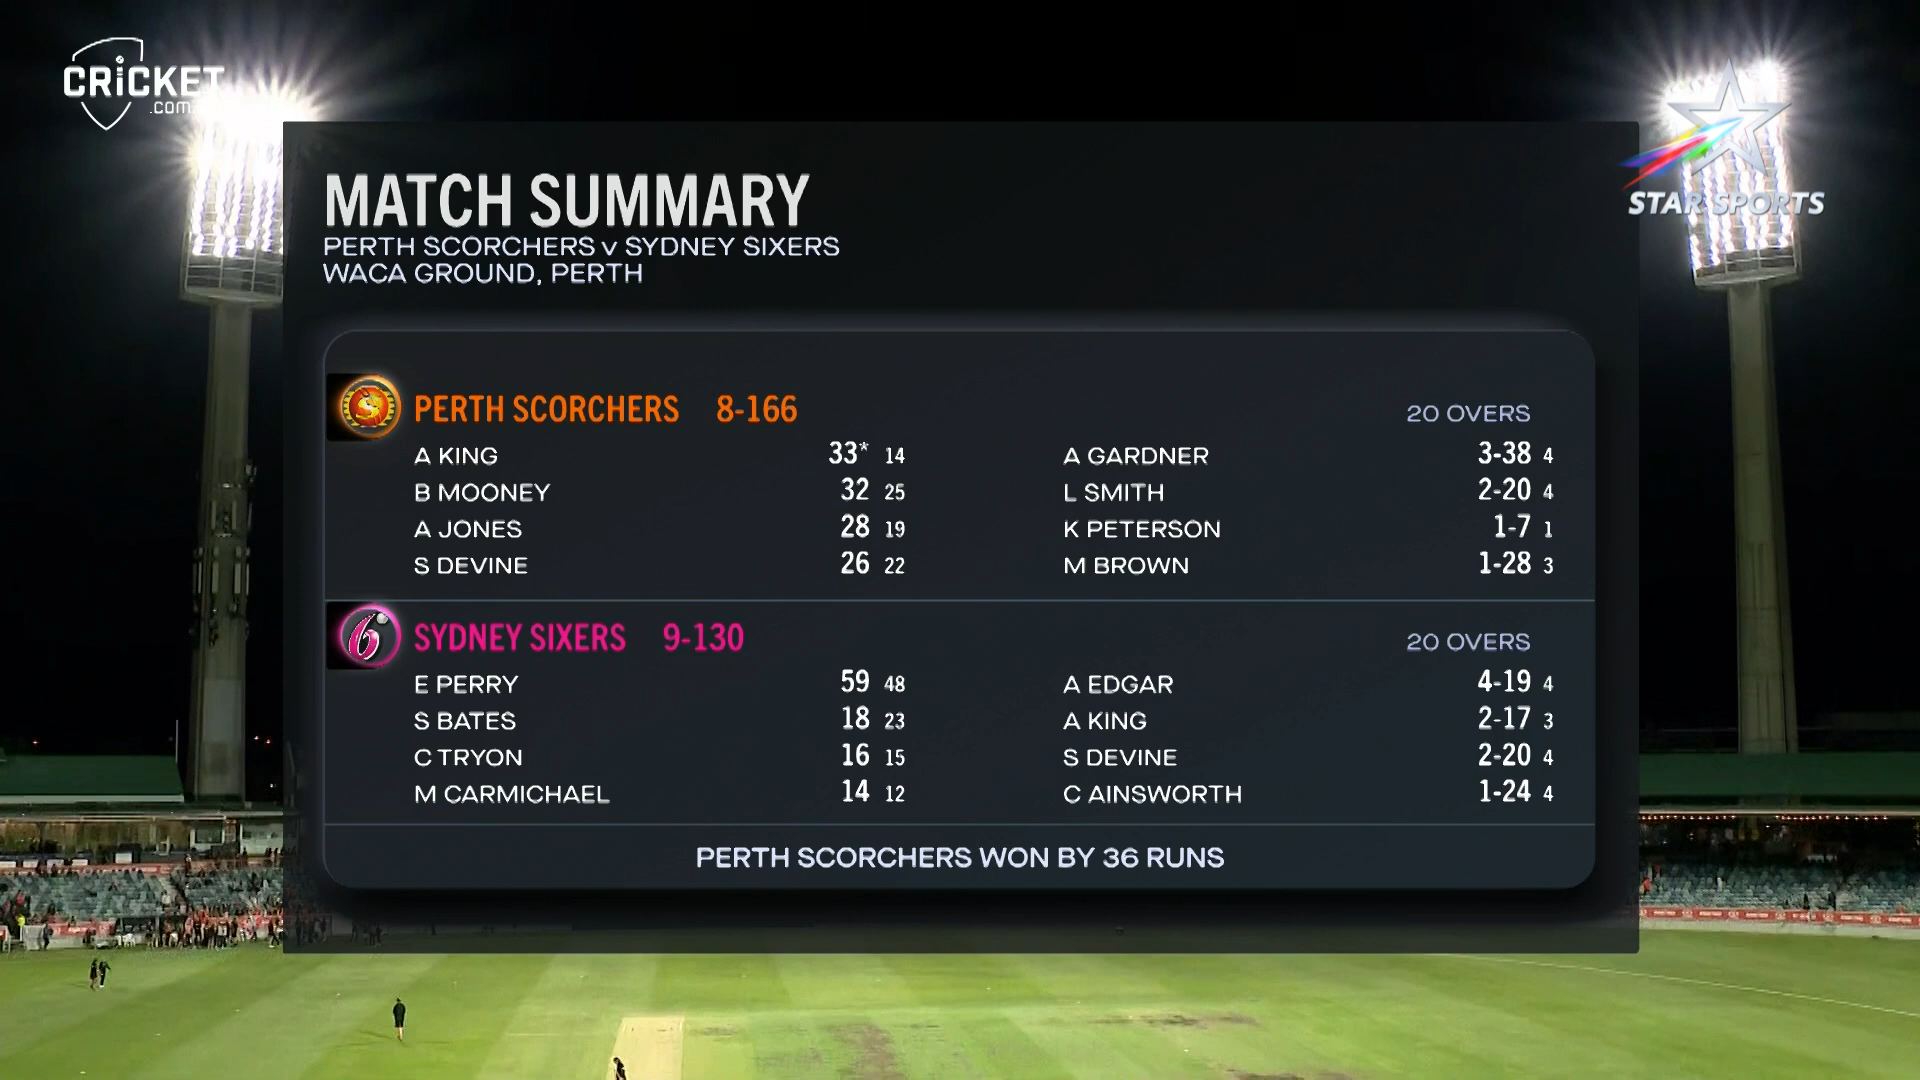 CRICKET
.com
STAR SPORTS
MATCH SUMMARY
PERTH SCORCHERS v SYDNEY SIXERS
WACA GROUND, PERTH
PERTH SCORCHERS 8-166 20 OVERS
A KING 33* 14 A GARDNER 3-38 4
B MOONEY 32 25 L SMITH 2-20 4
A JONES 28 19 K PETERSON 1-7 1
S DEVINE 26 22 M BROWN 1-28 3
SYDNEY SIXERS 9-130 20 OVERS
E PERRY 59 48 A EDGAR 4-19 4
S BATES 18 23 A KING 2-17 3
C TRYON 16 15 S DEVINE 2-20 4
M CARMICHAEL 14 12 C AINSWORTH 1-24 4
PERTH SCORCHERS WON BY 36 RUNS